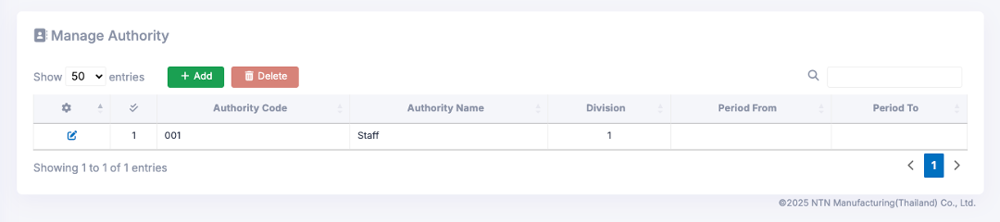 Manage Authority
Show 50 entries + Add Delete
Authority Code Authority Name Division Period From Period To
1 001 Staff 1
Showing 1 to 1 of 1 entries 1
©2025 NTN Manufacturing(Thailand) Co., Ltd.